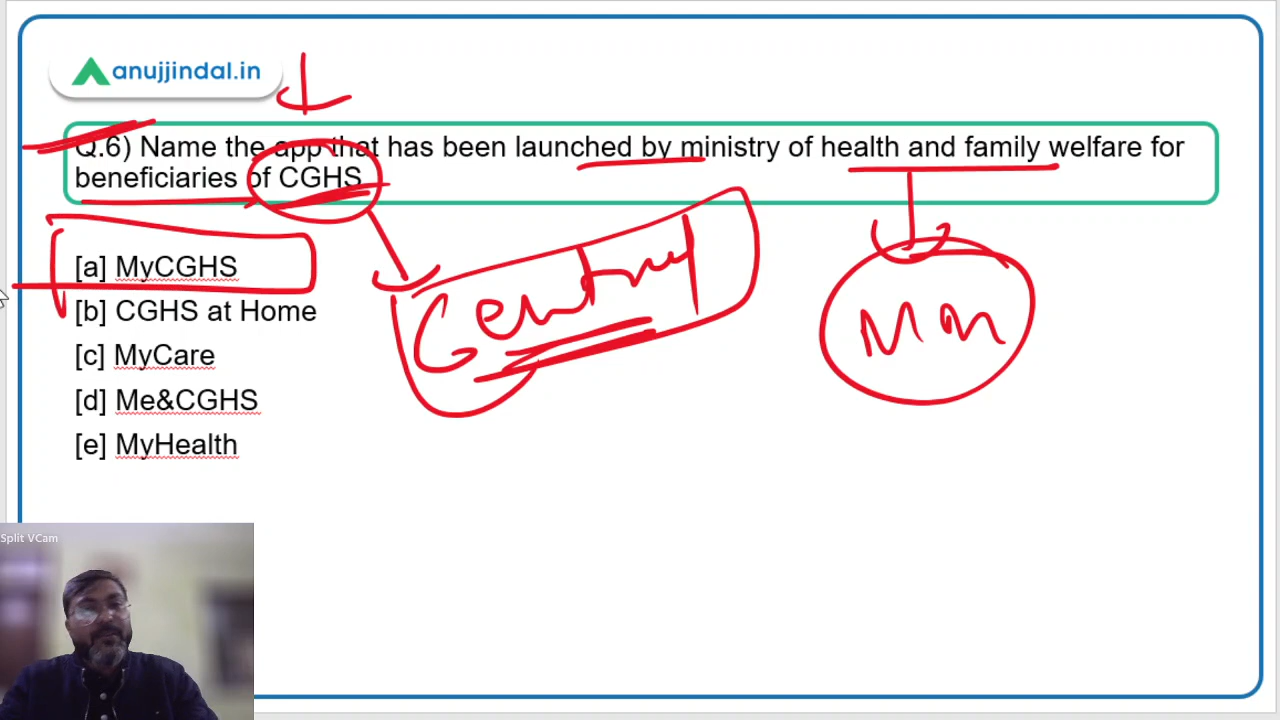 anujjindal.in
Q.6) Name the app that has been launched by ministry of health and family welfare for
beneficiaries of CGHS
[a] MyCGHS
[b] CGHS at Home
[c] MyCare
[d] Me&CGHS
[e] MyHealth
Central
Split VCam